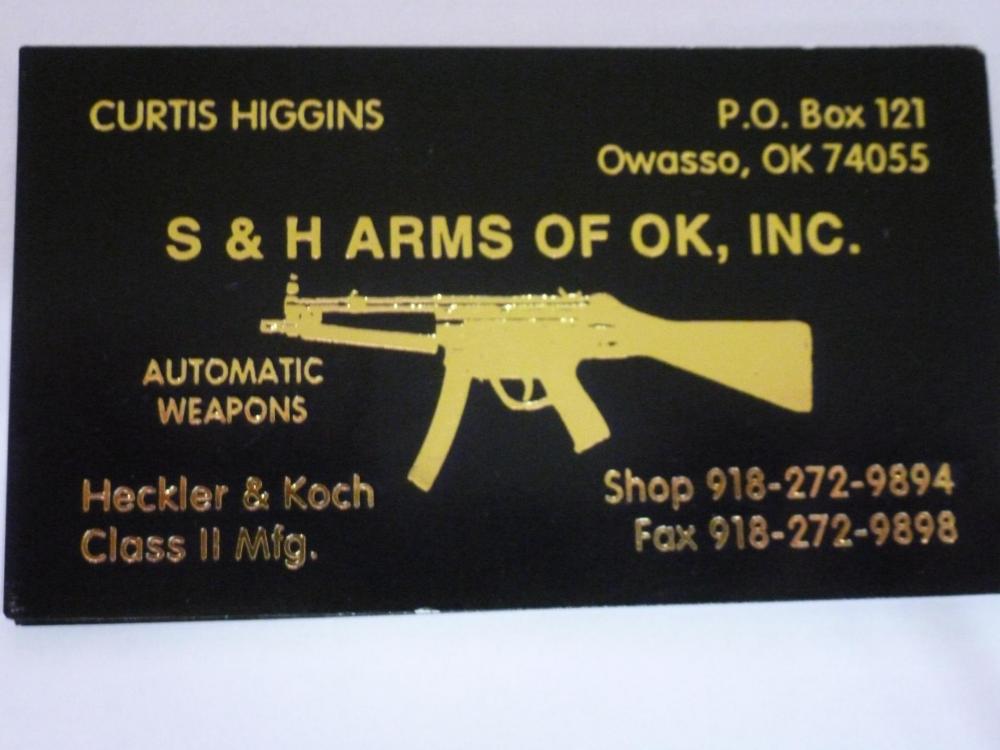 CURTIS HIGGINS
P.O. Box 121
Owasso, OK 74055
S & H ARMS OF OK, INC.
AUTOMATIC
WEAPONS
Heckler & Koch
Class II Mfg.
Shop 918-272-9894
Fax 918-272-9898